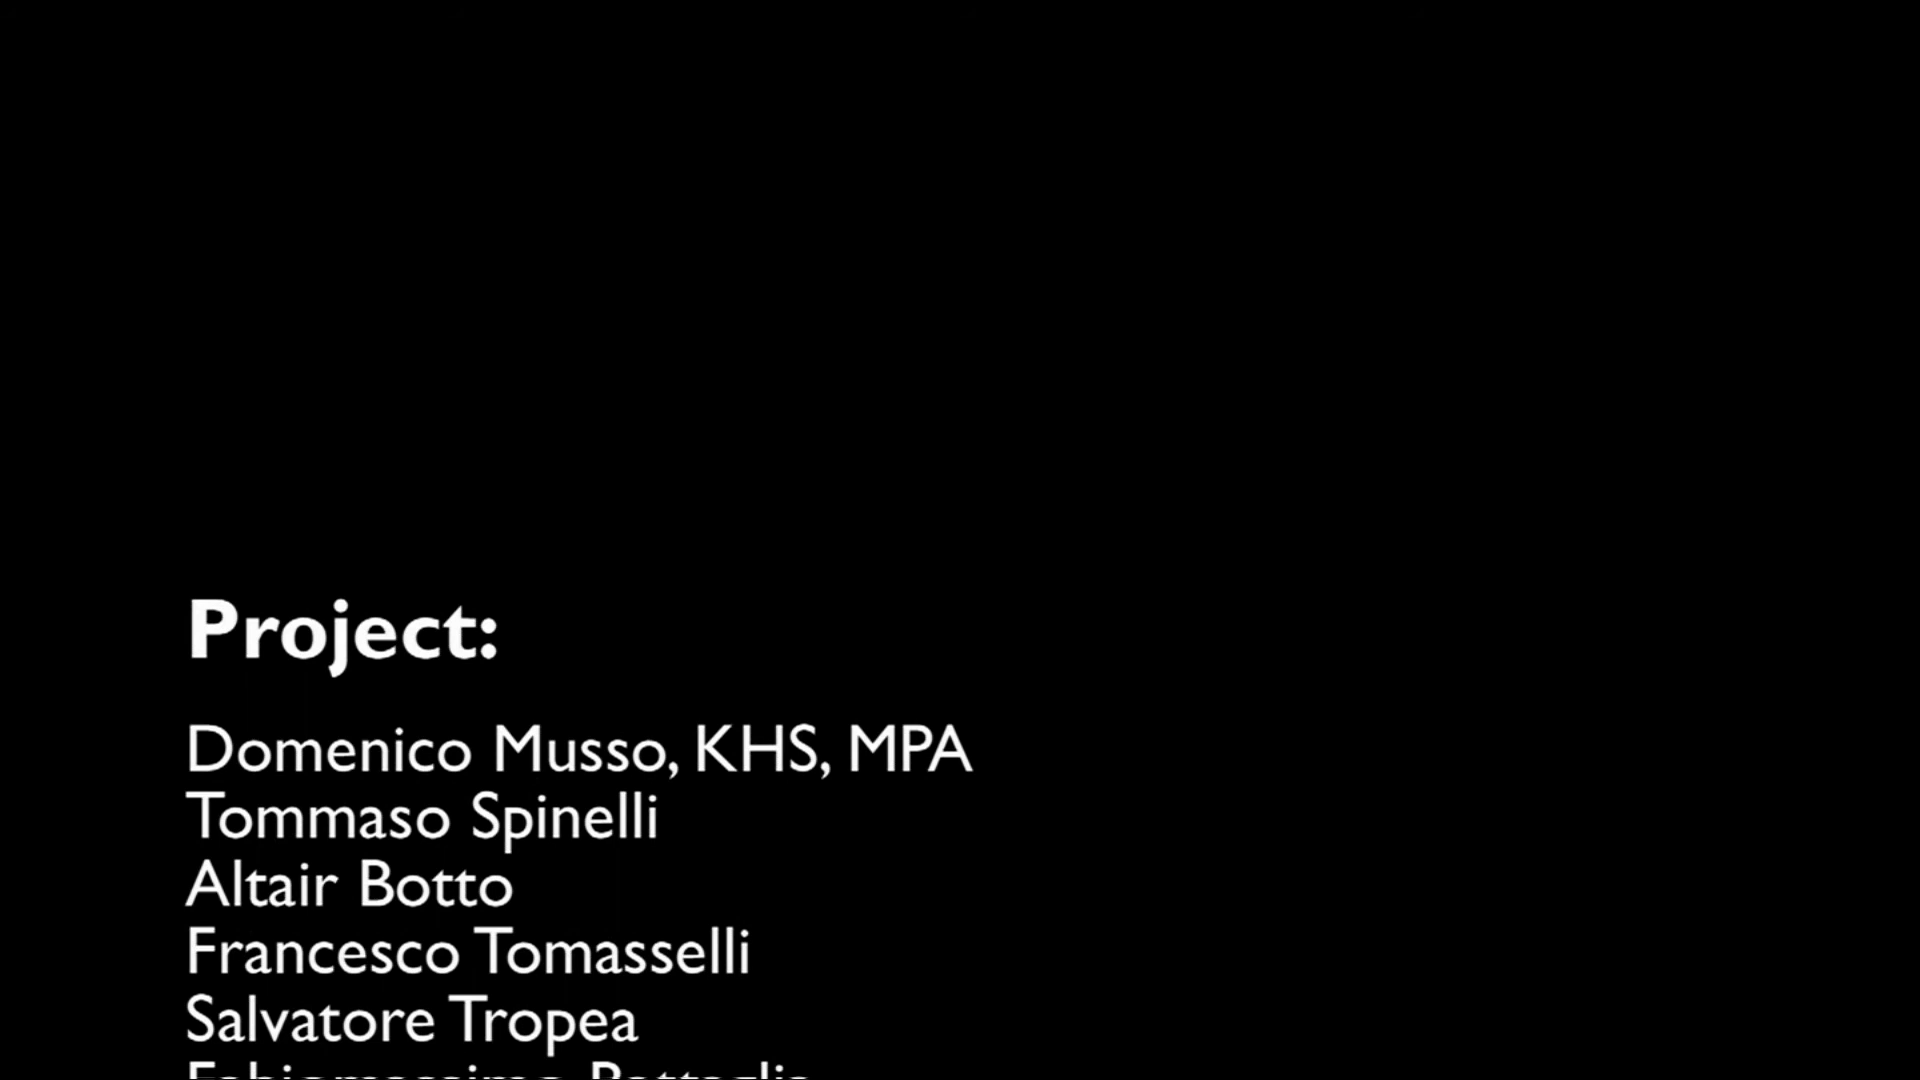 Project:
Domenico Musso, KHS, MPA
Tommaso Spinelli
Altair Botto
Francesco Tomasselli
Salvatore Tropea